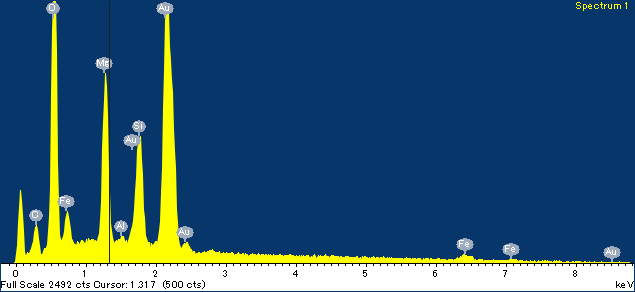 Spectrum 1
O Au
Mg
Si
Au
C Fe Al Au
Fe Fe Au
0 1 2 3 4 5 6 7 8
Full Scale 2492 cts Cursor: 1.317 (500 cts) keV